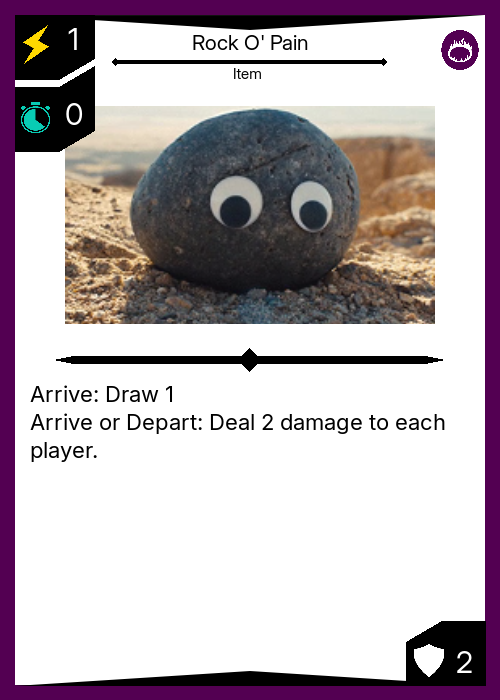 1
Rock O' Pain
Item
0
Arrive: Draw 1
Arrive or Depart: Deal 2 damage to each
player.
2